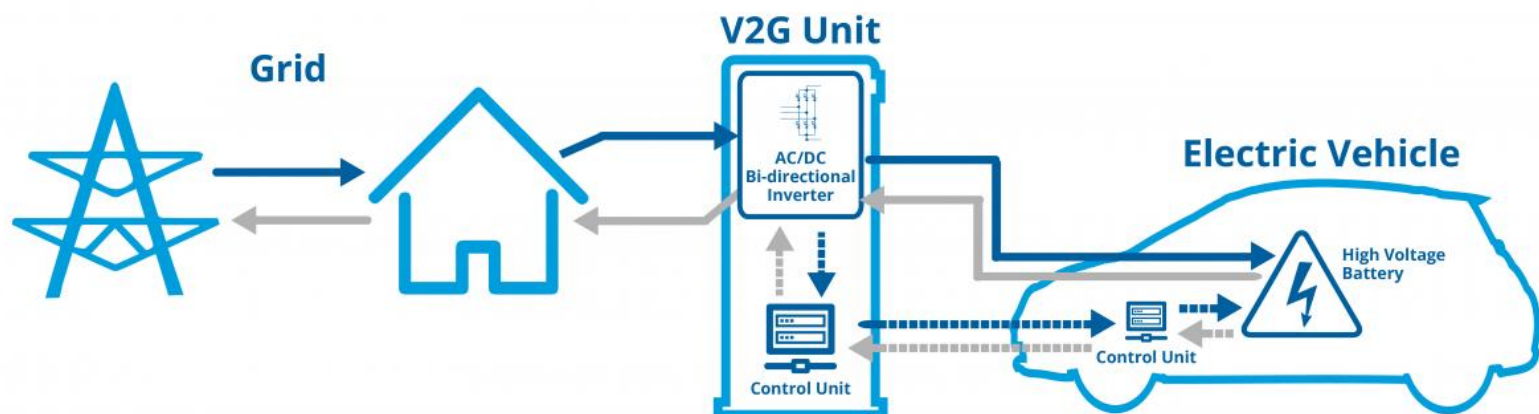 V2G Unit
Grid
AC/DC
Bi-directional
Inverter
Electric Vehicle
High Voltage
Battery
Control Unit
Control Unit